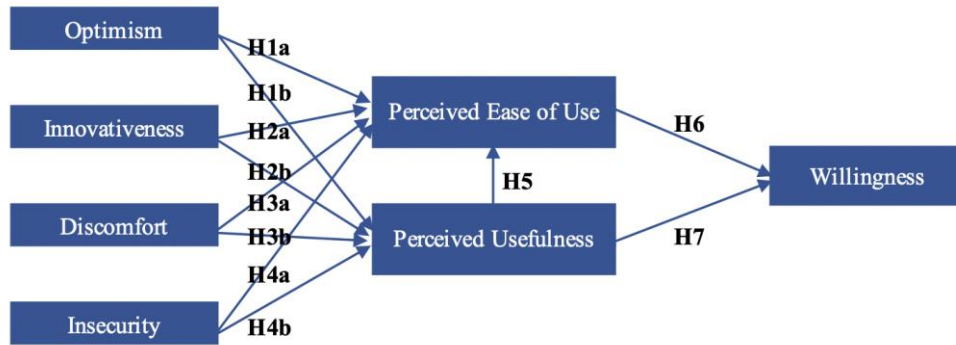 Optimism
H1a
H1b
Innovativeness
H2a
H2b
Discomfort
H3a
H3b
Insecurity
H4a
H4b
Perceived Ease of Use
H5
Perceived Usefulness
H6
H7
Willingness